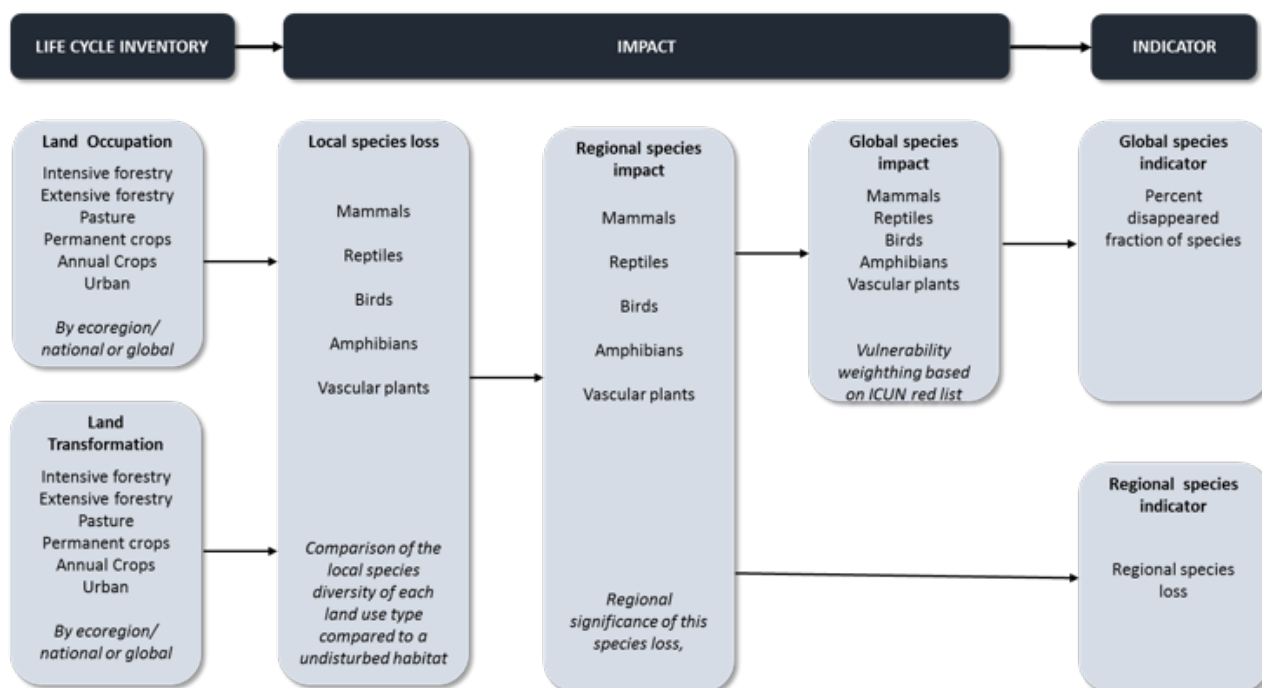 LIFE CYCLE INVENTORY
IMPACT
INDICATOR
Land Occupation
Intensive forestry
Extensive forestry
Pasture
Permanent crops
Annual Crops
Urban
By ecoregion/
national or global
Land
Transformation
Intensive forestry
Extensive forestry
Pasture
Permanent crops
Annual Crops
Urban
By ecoregion/
national or global
Local species loss
Mammals
Reptiles
Birds
Amphibians
Vascular plants
Comparison of the
local species
diversity of each
land use type
compared to a
undisturbed habitat
Regional species
impact
Mammals
Reptiles
Birds
Amphibians
Vascular plants
Regional
significance of this
species loss,
Global species
impact
Mammals
Reptiles
Birds
Amphibians
Vascular plants
Vulnerability
weighthing based
on ICUN red list
Global species
indicator
Percent
disappeared
fraction of species
Regional species
indicator
Regional species
loss